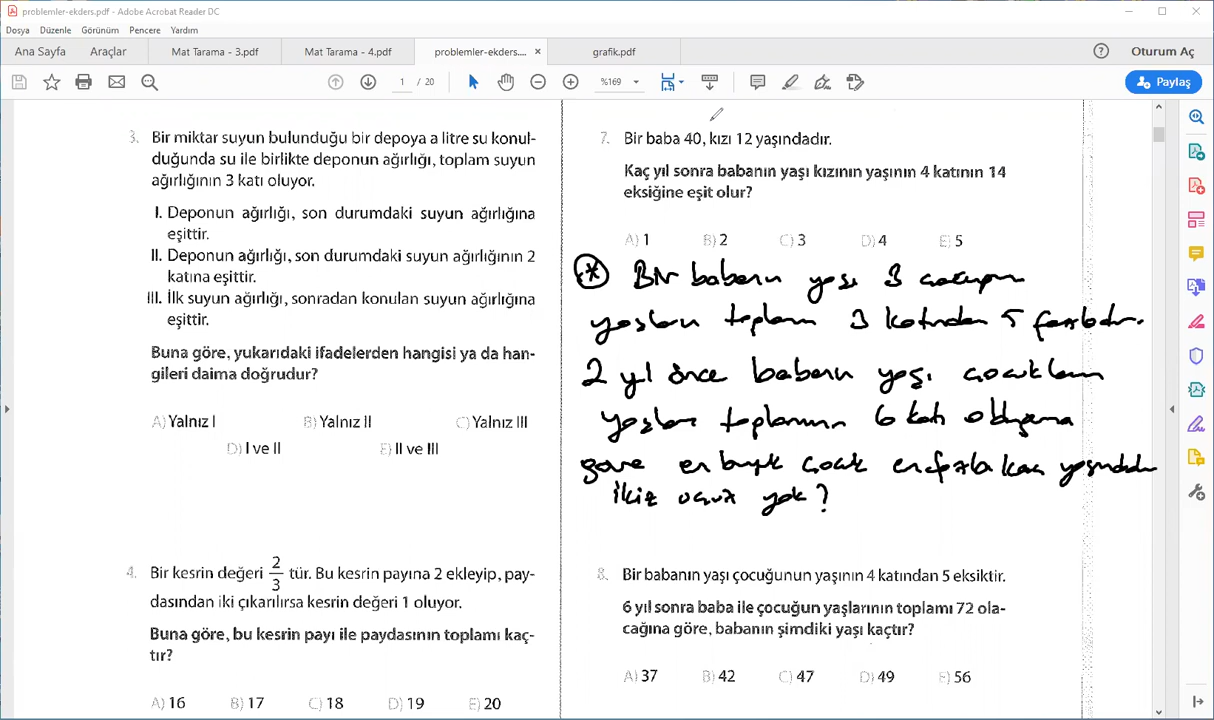 problemler-ekders.pdf - Adobe Acrobat Reader DC
Dosya Düzenle Görünüm Pencere Yardım
Ana Sayfa Araçlar Mat Tarama - 3.pdf Mat Tarama - 4.pdf problemler-ekders.... × grafik.pdf Oturum Aç
1 / 20 %169 Paylaş
3. Bir miktar suyun bulunduğu bir depoya a litre su konul-
duğunda su ile birlikte deponun ağırlığı, toplam suyun
ağırlığının 3 katı oluyor.
I. Deponun ağırlığı, son durumdaki suyun ağırlığına
eşittir.
II. Deponun ağırlığı, son durumdaki suyun ağırlığının 2
katına eşittir.
III. İlk suyun ağırlığı, sonradan konulan suyun ağırlığına
eşittir.
Buna göre, yukarıdaki ifadelerden hangisi ya da han-
gileri daima doğrudur?
A) Yalnız I B) Yalnız II C) Yalnız III
D) I ve II E) II ve III
4. Bir kesrin değeri 2/3 tür. Bu kesrin payına 2 ekleyip, pay-
dasından iki çıkarılırsa kesrin değeri 1 oluyor.
Buna göre, bu kesrin payı ile paydasının toplamı kaç-
tır?
A) 16 B) 17 C) 18 D) 19 E) 20
7. Bir baba 40, kızı 12 yaşındadır.
Kaç yıl sonra babanın yaşı kızının yaşının 4 katının 14
eksiğine eşit olur?
A) 1 B) 2 C) 3 D) 4 E) 5
* Bir babanın yaşı 3 çocuğun
yaşları toplamı 3 katından 5 fazladır.
2 yıl önce babanın yaşı çocukların
yaşları toplamının 6 katı olduğuna
göre en büyük çocuk en fazla kaç yaşındadır
ikiz üçüz yok?
8. Bir babanın yaşı çocuğunun yaşının 4 katından 5 eksiktir.
6 yıl sonra baba ile çocuğun yaşlarının toplamı 72 ola-
cağına göre, babanın şimdiki yaşı kaçtır?
A) 37 B) 42 C) 47 D) 49 E) 56